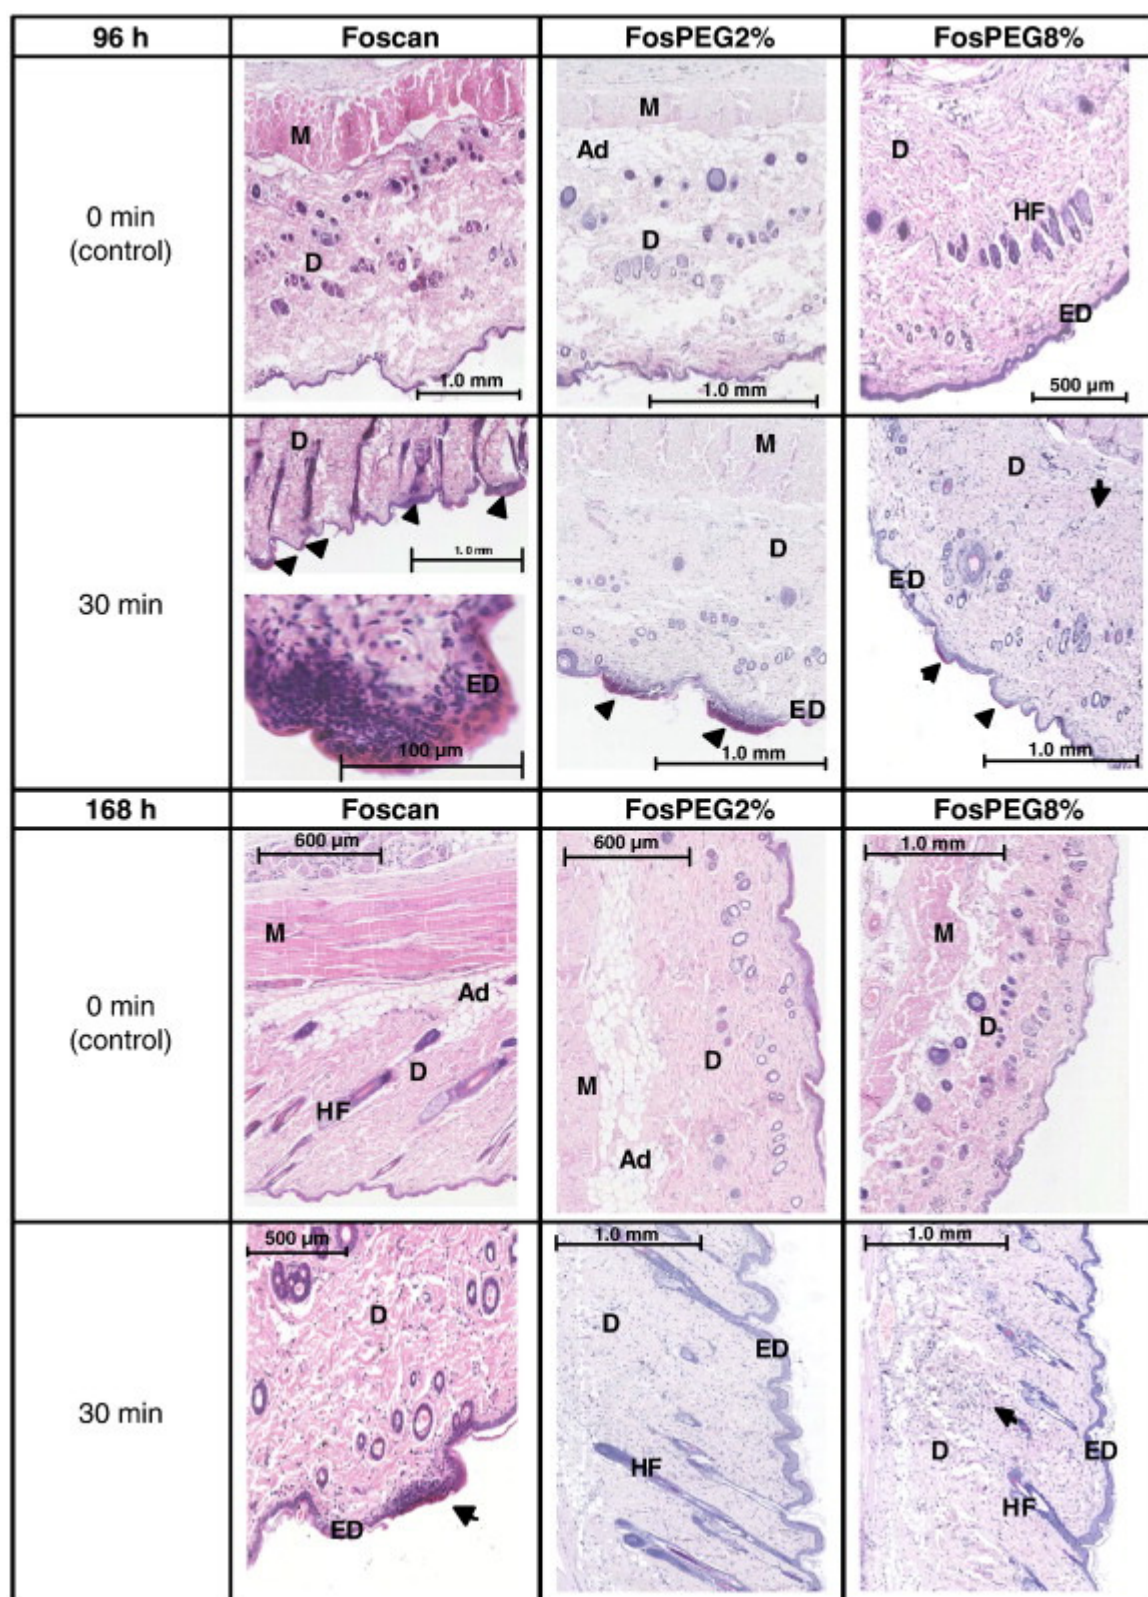 96 h Foscan FosPEG2% FosPEG8%
0 min
(control)
M
D
1.0 mm
M
Ad
D
1.0 mm
D
HF
ED
500 µm
30 min
D
1.0 mm
ED
100 µm
M
D
ED
1.0 mm
D
ED
1.0 mm
168 h Foscan FosPEG2% FosPEG8%
0 min
(control)
600 µm
M
Ad
D
HF
600 µm
D
M
Ad
1.0 mm
M
D
30 min
500 µm
D
ED
1.0 mm
D
ED
HF
1.0 mm
D
ED
HF